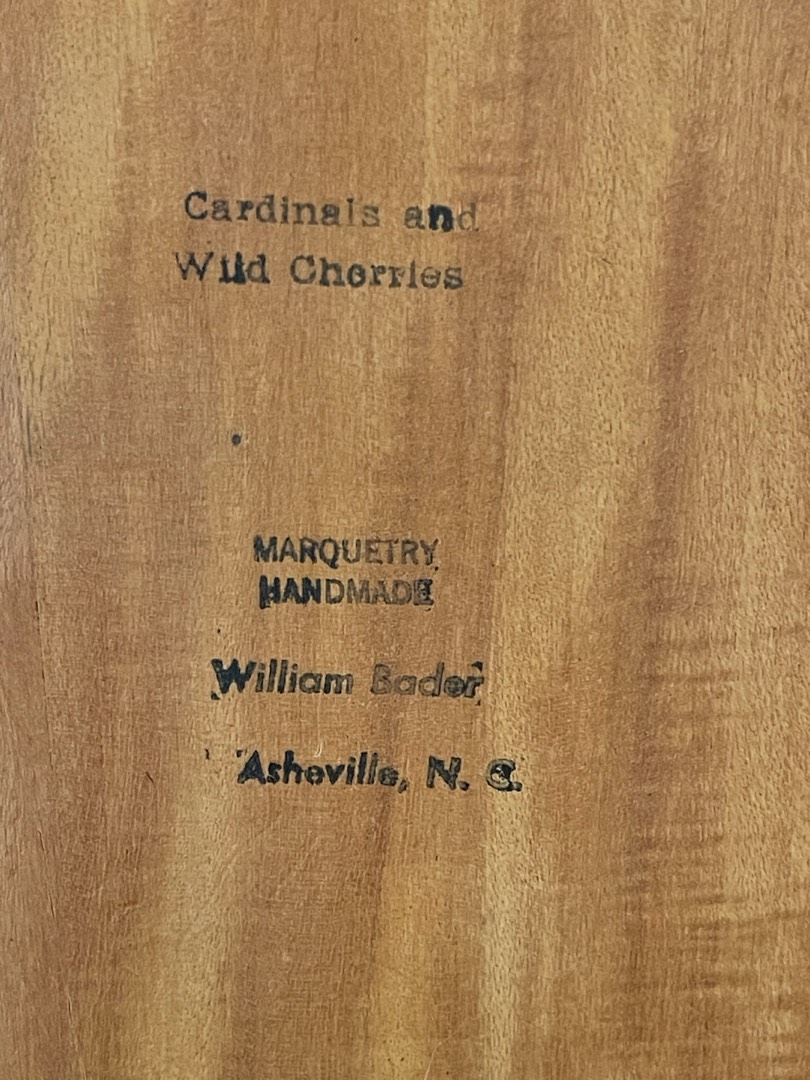 Cardinals and
Wild Cherries
MARQUETRY
HANDMADE
William Bader
Asheville, N. C.